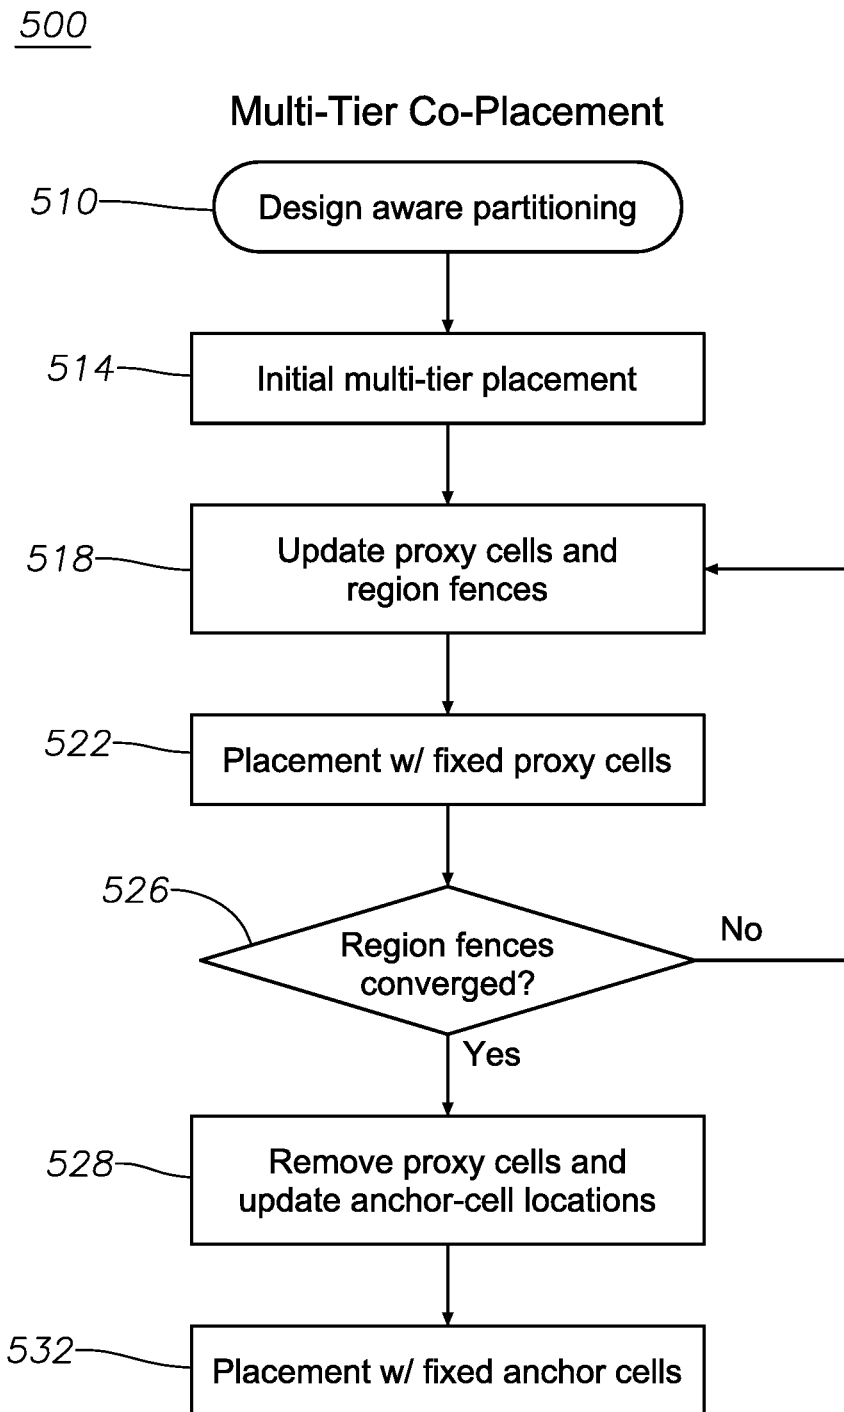 500
Multi-Tier Co-Placement
510
Design aware partitioning
514
Initial multi-tier placement
518
Update proxy cells and
region fences
522
Placement w/ fixed proxy cells
526
Region fences
converged?
No
Yes
528
Remove proxy cells and
update anchor-cell locations
532
Placement w/ fixed anchor cells